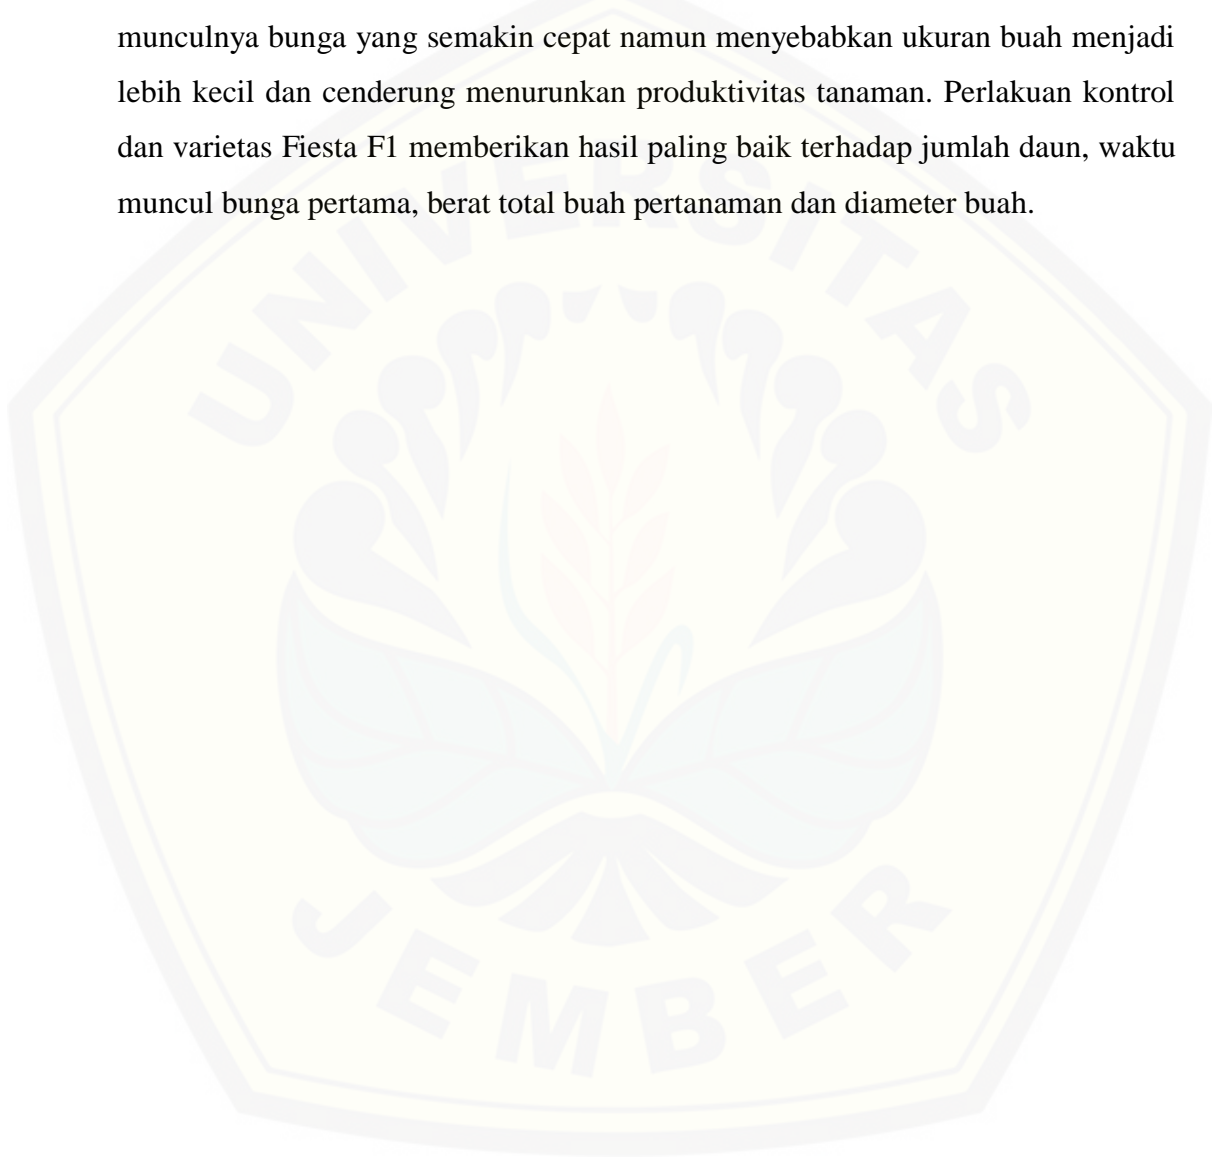 munculnya bunga yang semakin cepat namun menyebabkan ukuran buah menjadi
lebih kecil dan cenderung menurunkan produktivitas tanaman. Perlakuan kontrol
dan varietas Fiesta F1 memberikan hasil paling baik terhadap jumlah daun, waktu
muncul bunga pertama, berat total buah pertanaman dan diameter buah.
UNIVERSITAS
JEMBER